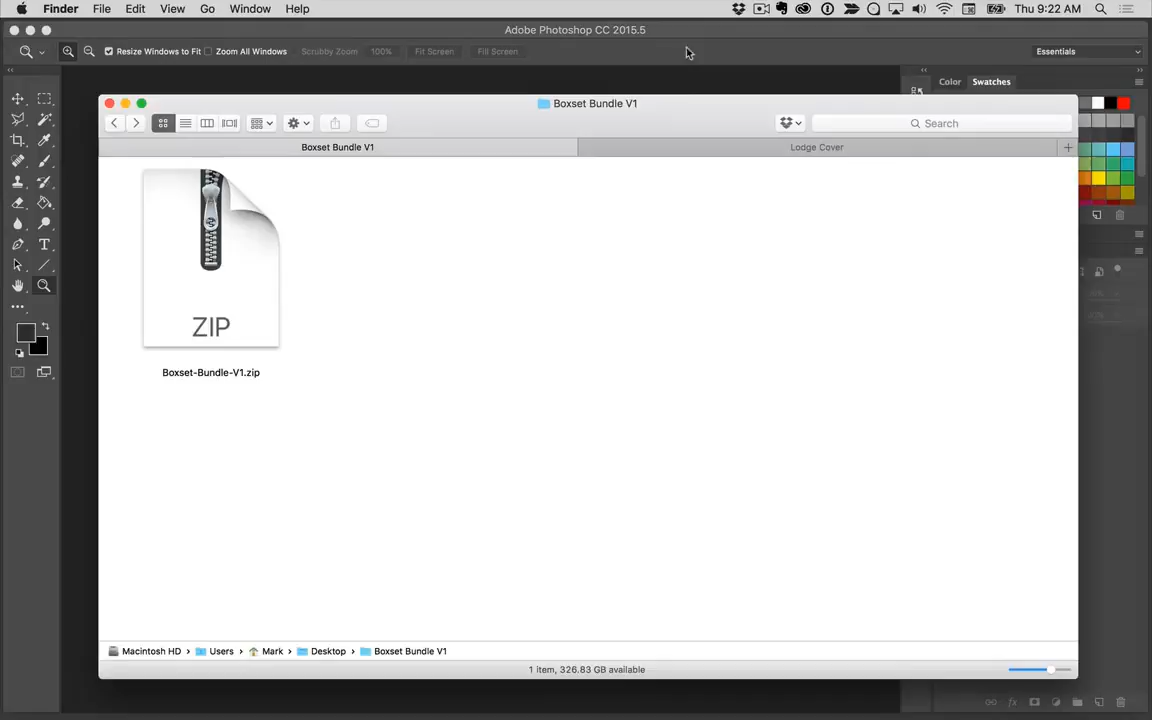 Finder File Edit View Go Window Help Thu 9:22 AM
Adobe Photoshop CC 2015.5
Resize Windows to Fit Zoom All Windows Scrubby Zoom 100% Fit Screen Fill Screen Essentials
Color Swatches
Boxset Bundle V1
Search
Boxset Bundle V1 Lodge Cover
ZIP
Boxset-Bundle-V1.zip
Macintosh HD › Users › Mark › Desktop › Boxset Bundle V1
1 item, 326.83 GB available